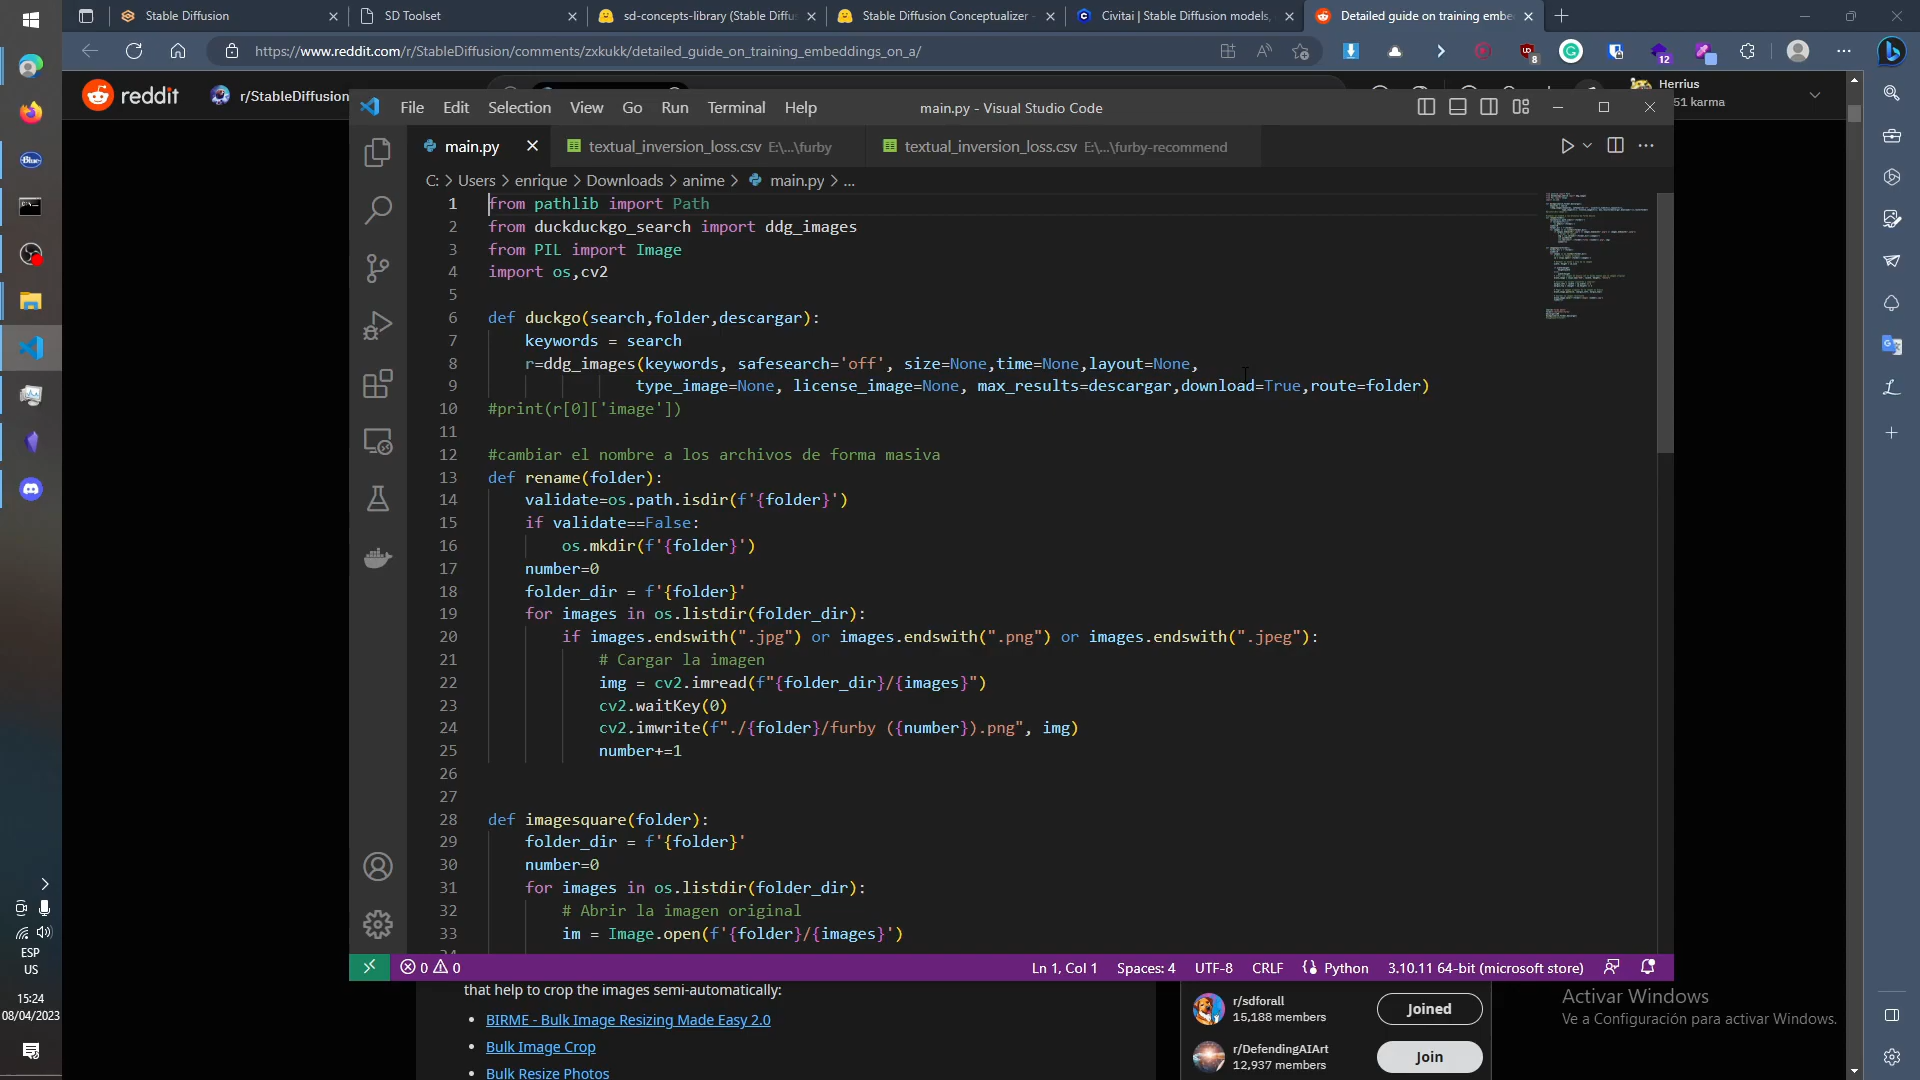 Stable Diffusion
SD Toolset
sd-concepts-library (Stable Diffus
Stable Diffusion Conceptualizer -
Civitai | Stable Diffusion models,
Detailed guide on training embe
https://www.reddit.com/r/StableDiffusion/comments/zxkukk/detailed_guide_on_training_embeddings_on_a/
8
12
reddit
r/StableDiffusion
Herrius
51 karma
File Edit Selection View Go Run Terminal Help
main.py - Visual Studio Code
main.py
textual_inversion_loss.csv E:\...\furby
textual_inversion_loss.csv E:\...\furby-recommend
C: > Users > enrique > Downloads > anime > main.py > ...
1 from pathlib import Path
2 from duckduckgo_search import ddg_images
3 from PIL import Image
4 import os,cv2
5
6 def duckgo(search,folder,descargar):
7     keywords = search
8     r=ddg_images(keywords, safesearch='off', size=None,time=None,layout=None,
9                 type_image=None, license_image=None, max_results=descargar,download=True,route=folder)
10 #print(r[0]['image'])
11
12 #cambiar el nombre a los archivos de forma masiva
13 def rename(folder):
14     validate=os.path.isdir(f'{folder}')
15     if validate==False:
16         os.mkdir(f'{folder}')
17     number=0
18     folder_dir = f'{folder}'
19     for images in os.listdir(folder_dir):
20         if images.endswith(".jpg") or images.endswith(".png") or images.endswith(".jpeg"):
21             # Cargar la imagen
22             img = cv2.imread(f"{folder_dir}/{images}")
23             cv2.waitKey(0)
24             cv2.imwrite(f"./{folder}/furby ({number}).png", img)
25             number+=1
26
27
28 def imagesquare(folder):
29     folder_dir = f'{folder}'
30     number=0
31     for images in os.listdir(folder_dir):
32         # Abrir la imagen original
33         im = Image.open(f'{folder}/{images}')
0 0
Ln 1, Col 1 Spaces: 4 UTF-8 CRLF Python 3.10.11 64-bit (microsoft store)
that help to crop the images semi-automatically:
BIRME - Bulk Image Resizing Made Easy 2.0
Bulk Image Crop
Bulk Resize Photos
r/sdforall
15,188 members
Joined
r/DefendingAIArt
12,937 members
Join
Activar Windows
Ve a Configuración para activar Windows.
Blue
ESP
US
15:24
08/04/2023